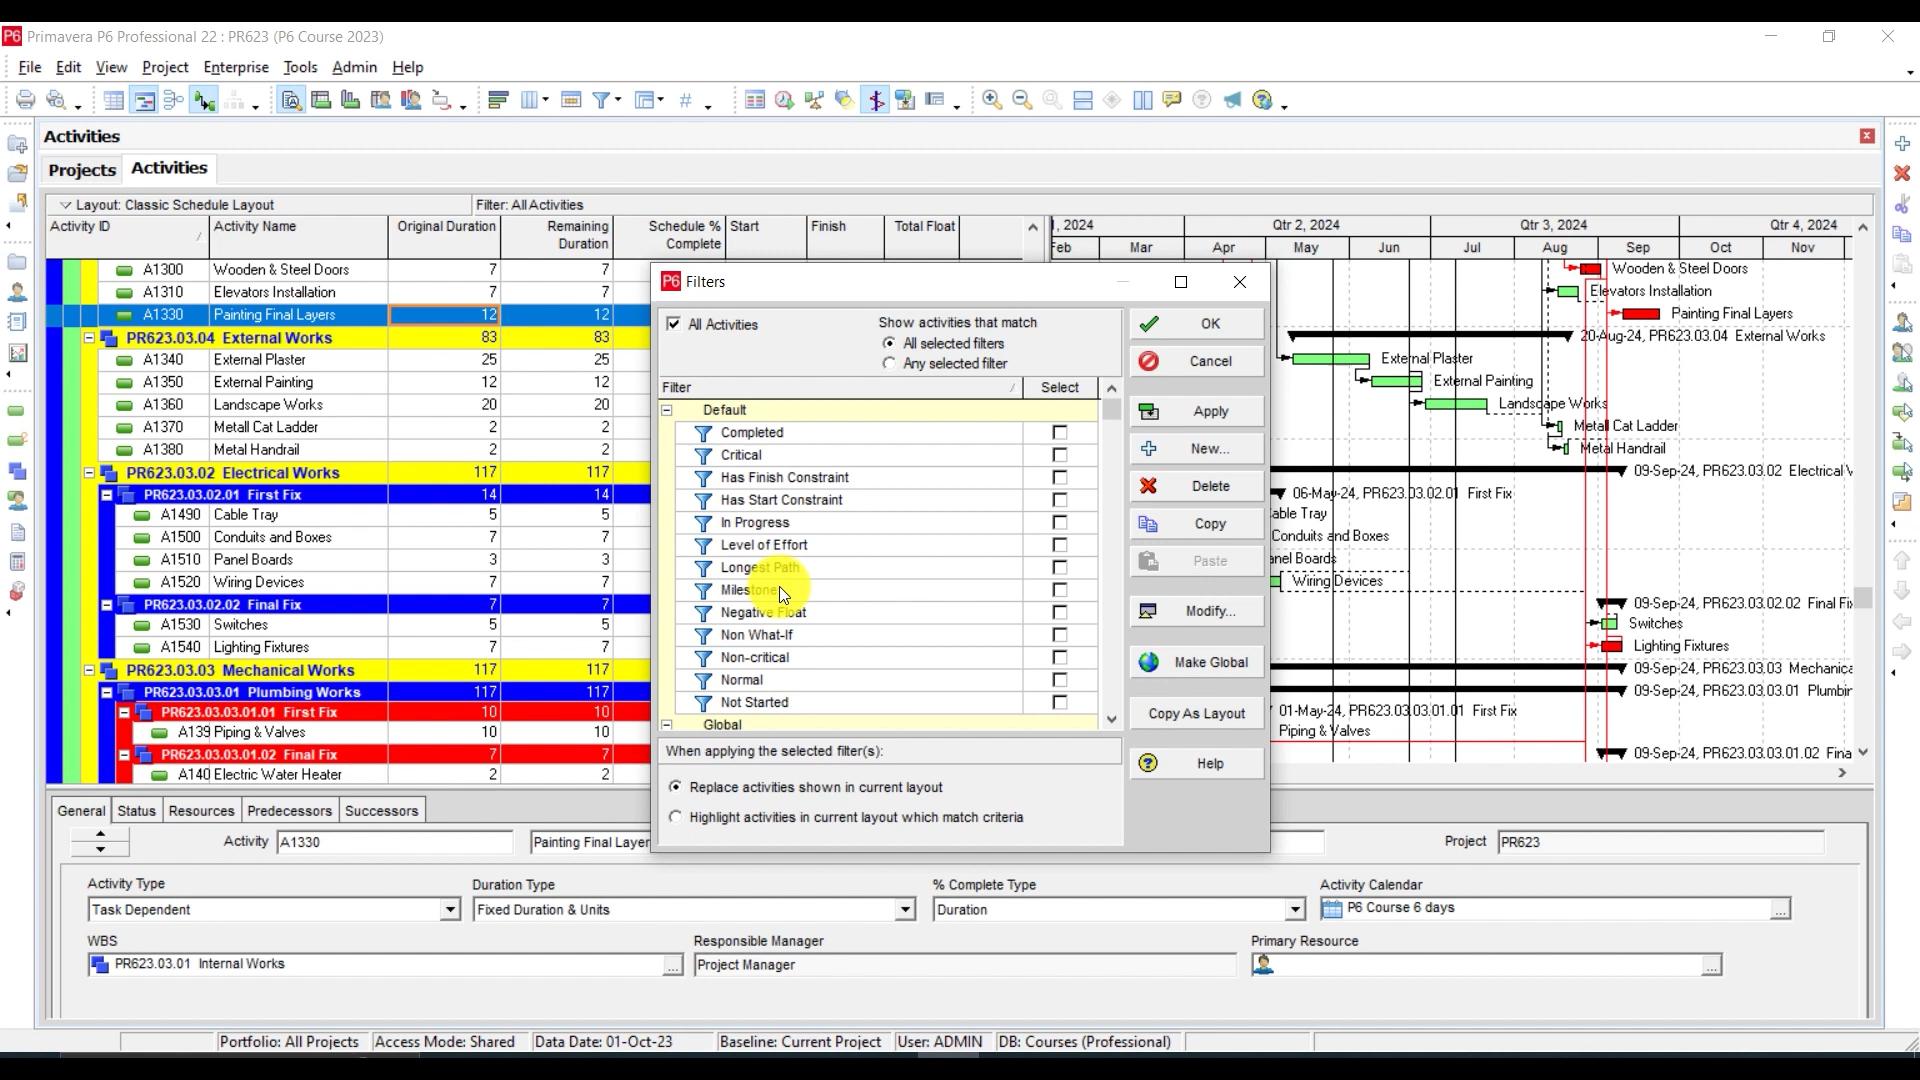 P6 Primavera P6 Professional 22 : PR623 (P6 Course 2023)
File Edit View Project Enterprise Tools Admin Help
Activities
Projects Activities
Layout: Classic Schedule Layout Filter: All Activities
Activity ID Activity Name Original Duration Remaining Duration Schedule % Complete Start Finish Total Float
, 2024 Qtr 2, 2024 Qtr 3, 2024 Qtr 4, 2024
Feb Mar Apr May Jun Jul Aug Sep Oct Nov
A1300 Wooden & Steel Doors 7 7
A1310 Elevators Installation 7 7
A1330 Painting Final Layers 12 12
PR623.03.04 External Works 83 83
A1340 External Plaster 25 25
A1350 External Painting 12 12
A1360 Landscape Works 20 20
A1370 Metall Cat Ladder 2 2
A1380 Metal Handrail 2 2
PR623.03.02 Electrical Works 117 117
PR623.03.02.01 First Fix 14 14
A1490 Cable Tray 5 5
A1500 Conduits and Boxes 7 7
A1510 Panel Boards 3 3
A1520 Wiring Devices 7 7
PR623.03.02.02 Final Fix 7 7
A1530 Switches 5 5
A1540 Lighting Fixtures 7 7
PR623.03.03 Mechanical Works 117 117
PR623.03.03.01 Plumbing Works 117 117
PR623.03.03.01.01 First Fix 10 10
A139 Piping & Valves 10 10
PR623.03.03.01.02 Final Fix 7 7
A140 Electric Water Heater 2 2
P6 Filters
All Activities
Show activities that match
All selected filters
Any selected filter
Filter Select
Default
Completed
Critical
Has Finish Constraint
Has Start Constraint
In Progress
Level of Effort
Longest Path
Milestone
Negative Float
Non What-If
Non-critical
Normal
Not Started
Global
When applying the selected filter(s):
Replace activities shown in current layout
Highlight activities in current layout which match criteria
OK
Cancel
Apply
New...
Delete
Copy
Paste
Modify...
Make Global
Copy As Layout
Help
Wooden & Steel Doors
Elevators Installation
Painting Final Layers
20-Aug-24, PR623.03.04 External Works
External Plaster
External Painting
Landscape Works
Metall Cat Ladder
Metal Handrail
09-Sep-24, PR623.03.02 Electrical
06-May-24, PR623.03.02.01 First Fix
able Tray
Conduits and Boxes
anel Boards
Wiring Devices
09-Sep-24, PR623.03.02.02 Final Fi
Switches
Lighting Fixtures
09-Sep-24, PR623.03.03 Mechanica
09-Sep-24, PR623.03.03.01 Plumbin
01-May-24, PR623.03.03.01.01 First Fix
Piping & Valves
09-Sep-24, PR623.03.03.01.02 Fina
General Status Resources Predecessors Successors
Activity A1330 Painting Final Layer Project PR623
Activity Type Duration Type % Complete Type Activity Calendar
Task Dependent Fixed Duration & Units Duration P6 Course 6 days ...
WBS Responsible Manager Primary Resource
PR623.03.01 Internal Works ... Project Manager ...
Portfolio: All Projects Access Mode: Shared Data Date: 01-Oct-23 Baseline: Current Project User: ADMIN DB: Courses (Professional)